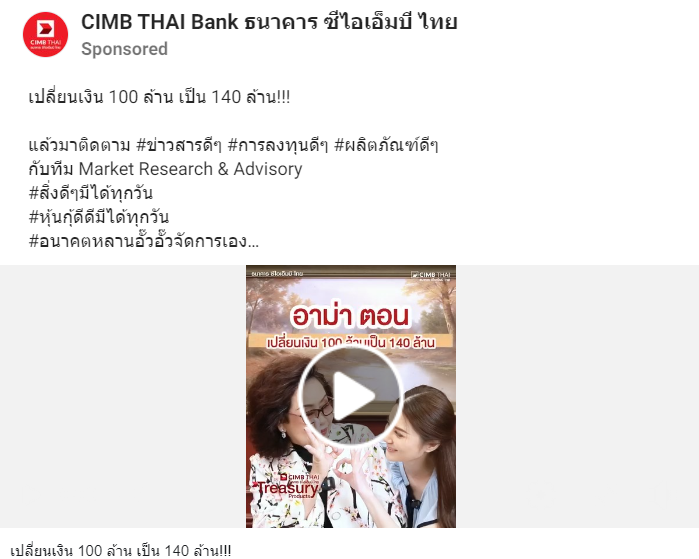 CIMB THAI Bank ธนาคาร ซีไอเอ็มบี ไทย
CIMB THAI
Sponsored
เปลี่ยนเงิน 100 ล้าน เป็น 140 ล้าน!!!
แล้วมาติดตาม #ข่าวสารดีๆ #การลงทุนดีๆ #ผลิตภัณฑ์ดีๆ
กับทีม Market Research & Advisory
#สิ่งดีๆมีได้ทุกวัน
#หุ้นกู้ดีดีมีได้ทุกวัน
#อนาคตหลานอั๊วอั๊วจัดการเอง...
ธนาคาร ซีไอเอ็มบี ไทย
CIMB THAI
อาม่า ตอน
เปลี่ยนเงิน 100 ล้านเป็น 140 ล้าน
CIMB THAI
Treasury
Products
เปลี่ยนเงิน 100 ล้าน เป็น 140 ล้าน!!!